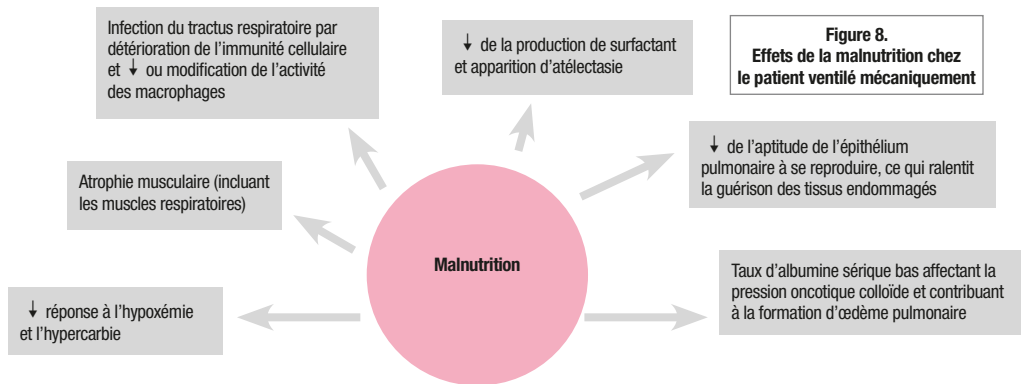 Infection du tractus respiratoire par
détérioration de l'immunité cellulaire
et ↓ ou modification de l'activité
des macrophages
↓ de la production de surfactant
et apparition d'atélectasie
Figure 8.
Effets de la malnutrition chez
le patient ventilé mécaniquement
↓ de l'aptitude de l'épithélium
pulmonaire à se reproduire, ce qui ralentit
la guérison des tissus endommagés
Atrophie musculaire (incluant
les muscles respiratoires)
Malnutrition
Taux d'albumine sérique bas affectant la
pression oncotique colloïde et contribuant
à la formation d'œdème pulmonaire
↓ réponse à l'hypoxémie
et l'hypercarbie